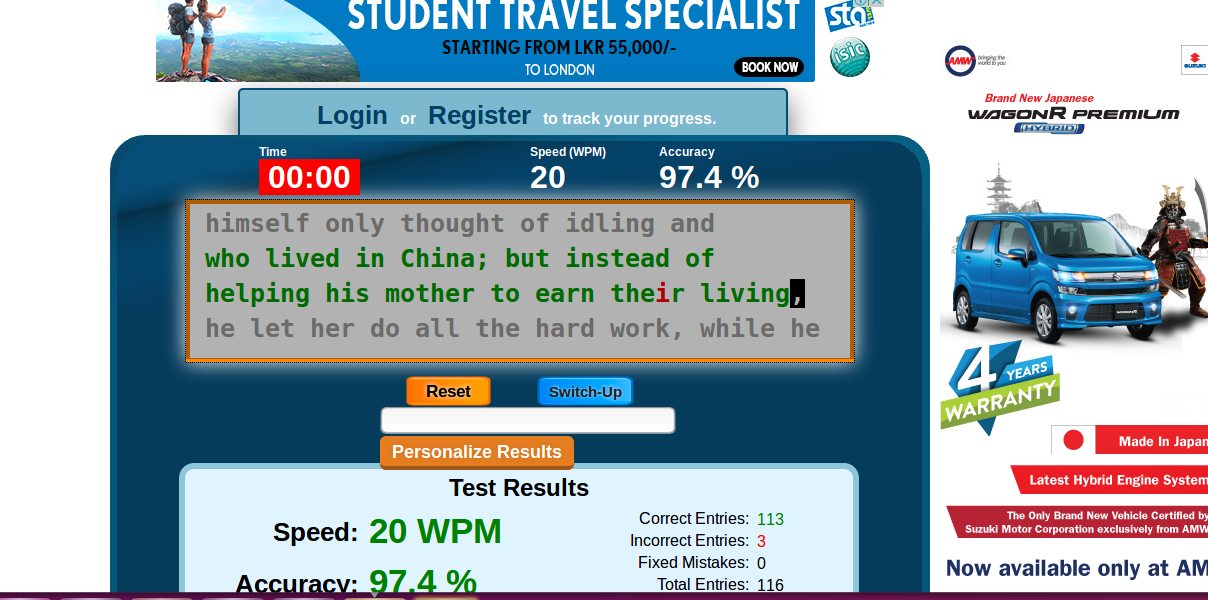 STUDENT TRAVEL SPECIALIST
STARTING FROM LKR 55,000/-
TO LONDON
BOOK NOW
sta
isic
Login or Register to track your progress.
Time
00:00
Speed (WPM)
20
Accuracy
97.4 %
himself only thought of idling and
who lived in China; but instead of
helping his mother to earn their living,
he let her do all the hard work, while he
Reset
Switch-Up
Personalize Results
Test Results
Speed: 20 WPM
Accuracy: 97.4 %
Correct Entries: 113
Incorrect Entries: 3
Fixed Mistakes: 0
Total Entries: 116
AMW
bringing the
world to you
SUZUKI
Brand New Japanese
WAGONR PREMIUM
HYBRID
4 YEARS
WARRANTY
Made In Japan
Latest Hybrid Engine System
The Only Brand New Vehicle Certified by
Suzuki Motor Corporation exclusively from AMW
Now available only at AM